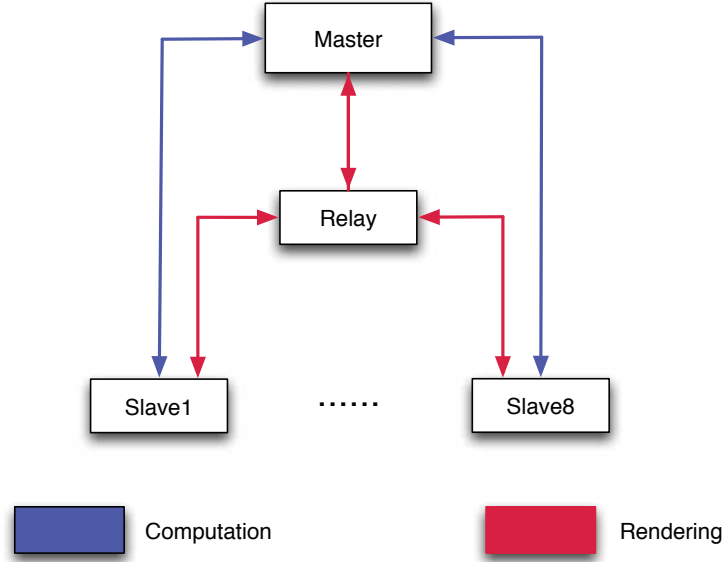 Master
Relay
Slave1
......
Slave8
Computation
Rendering